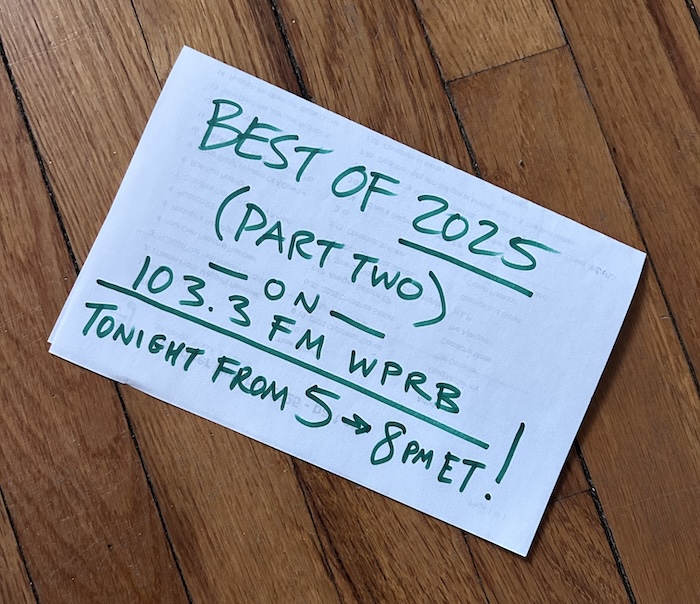 BEST OF 2025
(PART TWO)
— ON —
103.3 FM WPRB
TONIGHT FROM 5 → 8PM ET!